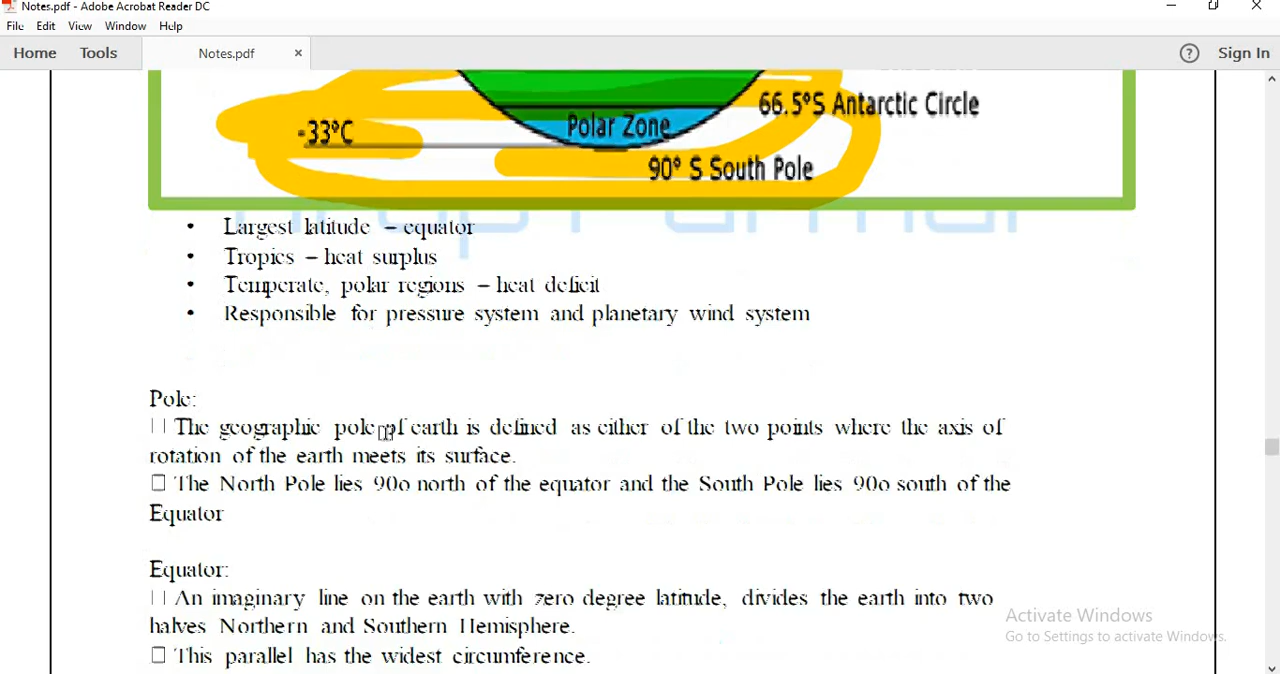 Notes.pdf - Adobe Acrobat Reader DC
File Edit View Window Help
Home Tools Notes.pdf × ? Sign In
66.5°S Antarctic Circle
-33°C Polar Zone
90° S South Pole
• Largest latitude – equator
• Tropics – heat surplus
• Temperate, polar regions – heat deficit
• Responsible for pressure system and planetary wind system
Pole:
□ The geographic pole of earth is defined as either of the two points where the axis of
rotation of the earth meets its surface.
□ The North Pole lies 90o north of the equator and the South Pole lies 90o south of the
Equator
Equator:
□ An imaginary line on the earth with zero degree latitude, divides the earth into two
halves Northern and Southern Hemisphere.
□ This parallel has the widest circumference.
Activate Windows
Go to Settings to activate Windows.